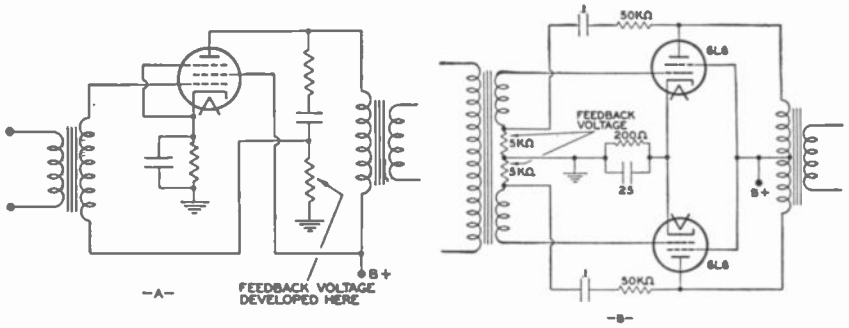 B+
FEEDBACK VOLTAGE
DEVELOPED HERE
-A-
.1
50KΩ
6L6
FEEDBACK
VOLTAGE
5KΩ
200Ω
5KΩ
25
B+
6L6
.1
50KΩ
-B-